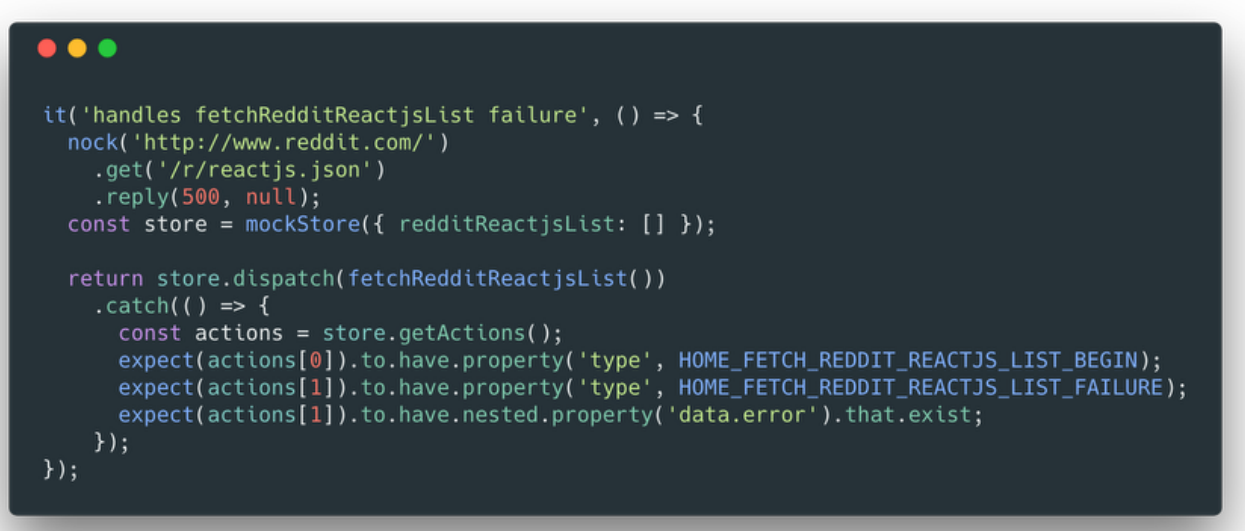 it('handles fetchRedditReactjsList failure', () => {
  nock('http://www.reddit.com/')
    .get('/r/reactjs.json')
    .reply(500, null);
  const store = mockStore({ redditReactjsList: [] });

  return store.dispatch(fetchRedditReactjsList())
    .catch(() => {
      const actions = store.getActions();
      expect(actions[0]).to.have.property('type', HOME_FETCH_REDDIT_REACTJS_LIST_BEGIN);
      expect(actions[1]).to.have.property('type', HOME_FETCH_REDDIT_REACTJS_LIST_FAILURE);
      expect(actions[1]).to.have.nested.property('data.error').that.exist;
    });
});